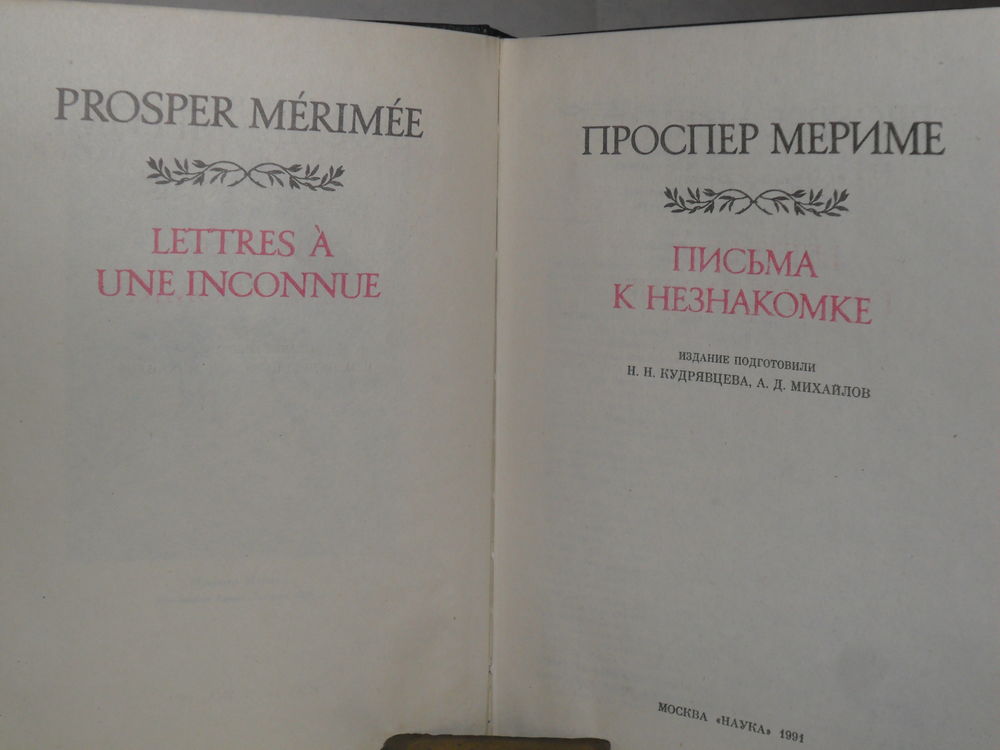 PROSPER MÉRIMÉE
LETTRES À
UNE INCONNUE
ПРОСПЕР МЕРИМЕ
ПИСЬМА
К НЕЗНАКОМКЕ
ИЗДАНИЕ ПОДГОТОВИЛИ
Н. Н. КУДРЯВЦЕВА, А. Д. МИХАЙЛОВ
МОСКВА «НАУКА» 1991